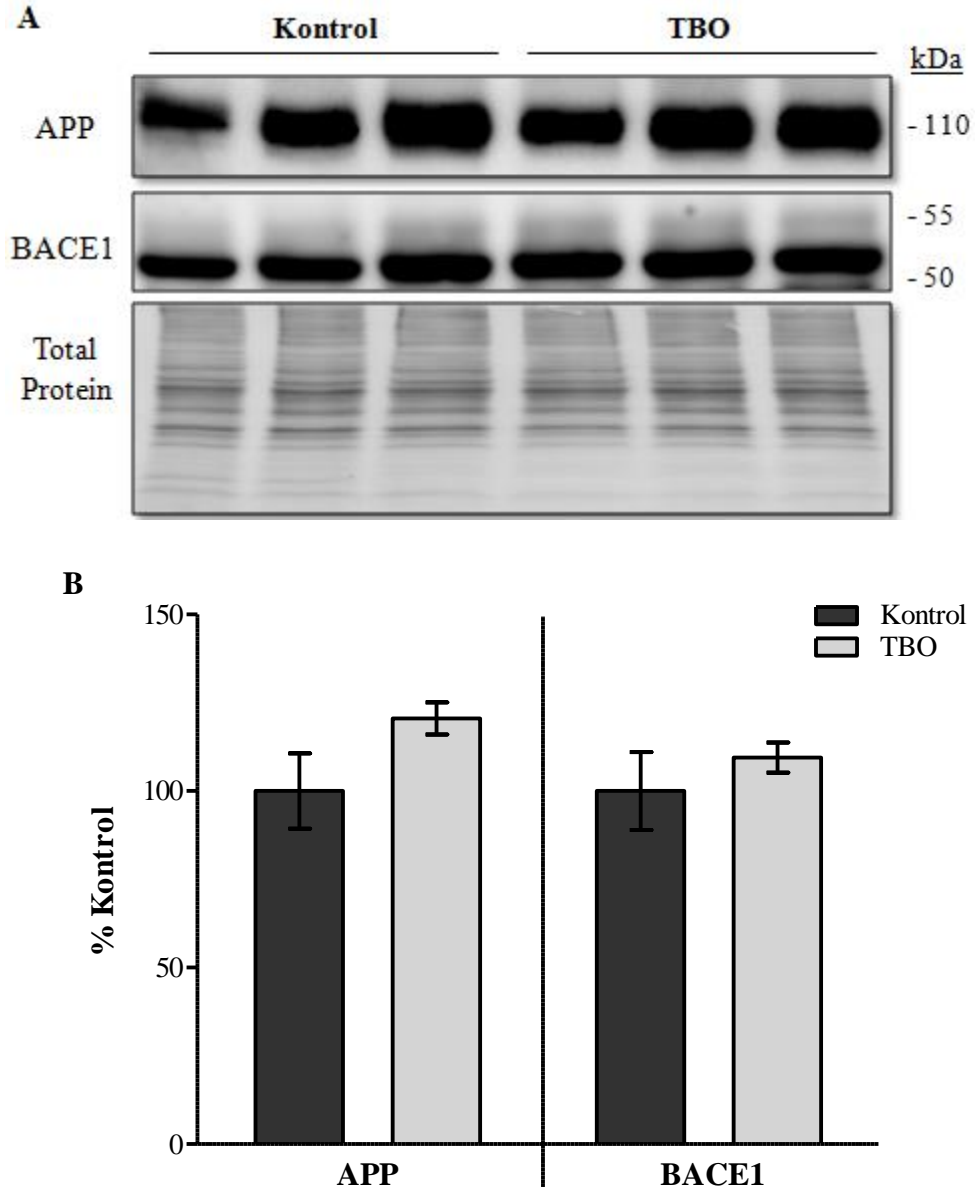 A
Kontrol TBO
kDa
APP
- 110
- 55
BACE1
- 50
Total
Protein
B
150
Kontrol
TBO
100
% Kontrol
50
0
APP BACE1